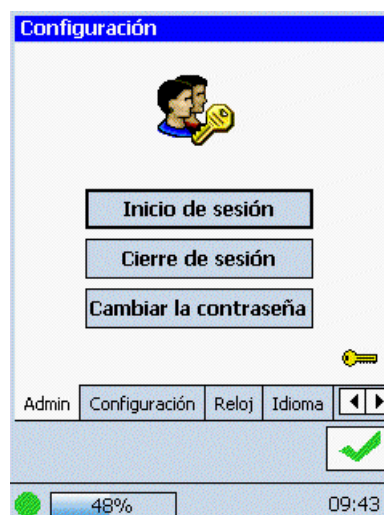 Configuración
Inicio de sesión
Cierre de sesión
Cambiar la contraseña
Admin Configuración Reloj Idioma
48% 09:43